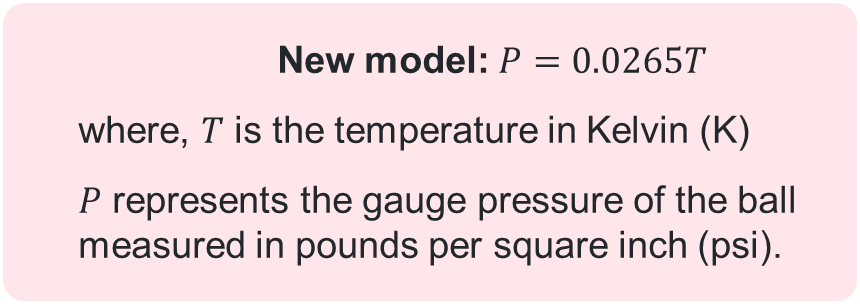 New model: P = 0.0265T
where, T is the temperature in Kelvin (K)
P represents the gauge pressure of the ball
measured in pounds per square inch (psi).